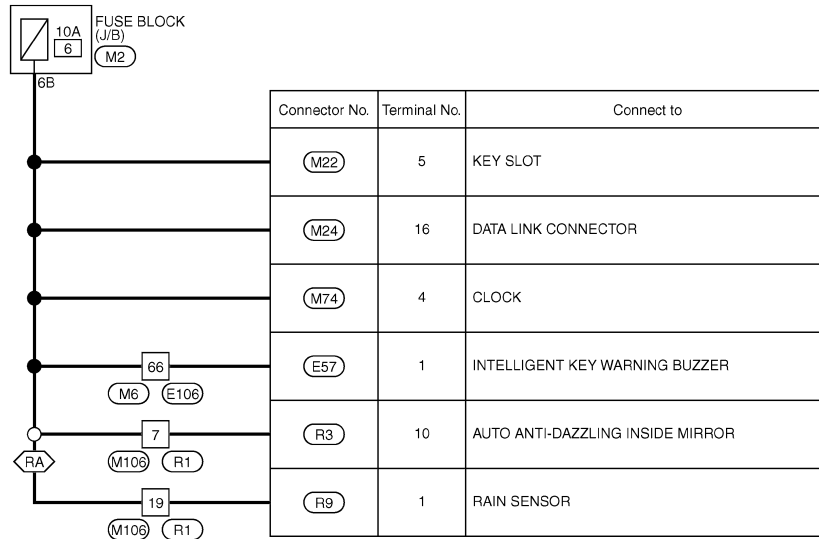 10A
6
FUSE BLOCK
(J/B)
M2
6B
Connector No. Terminal No. Connect to
M22 5 KEY SLOT
M24 16 DATA LINK CONNECTOR
M74 4 CLOCK
66 E57 1 INTELLIGENT KEY WARNING BUZZER
M6 E106
7 R3 10 AUTO ANTI-DAZZLING INSIDE MIRROR
RA M106 R1
19 R9 1 RAIN SENSOR
M106 R1